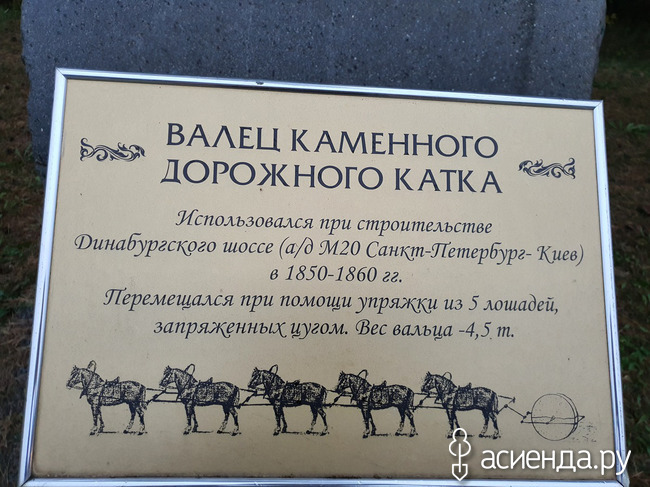 ВАЛЕЦ КАМЕННОГО
ДОРОЖНОГО КАТКА
Использовался при строительстве
Динабургского шоссе (а/д М20 Санкт-Петербург- Киев)
в 1850-1860 гг.
Перемещался при помощи упряжки из 5 лошадей,
запряженных цугом. Вес вальца -4,5 т.
асиенда.ру